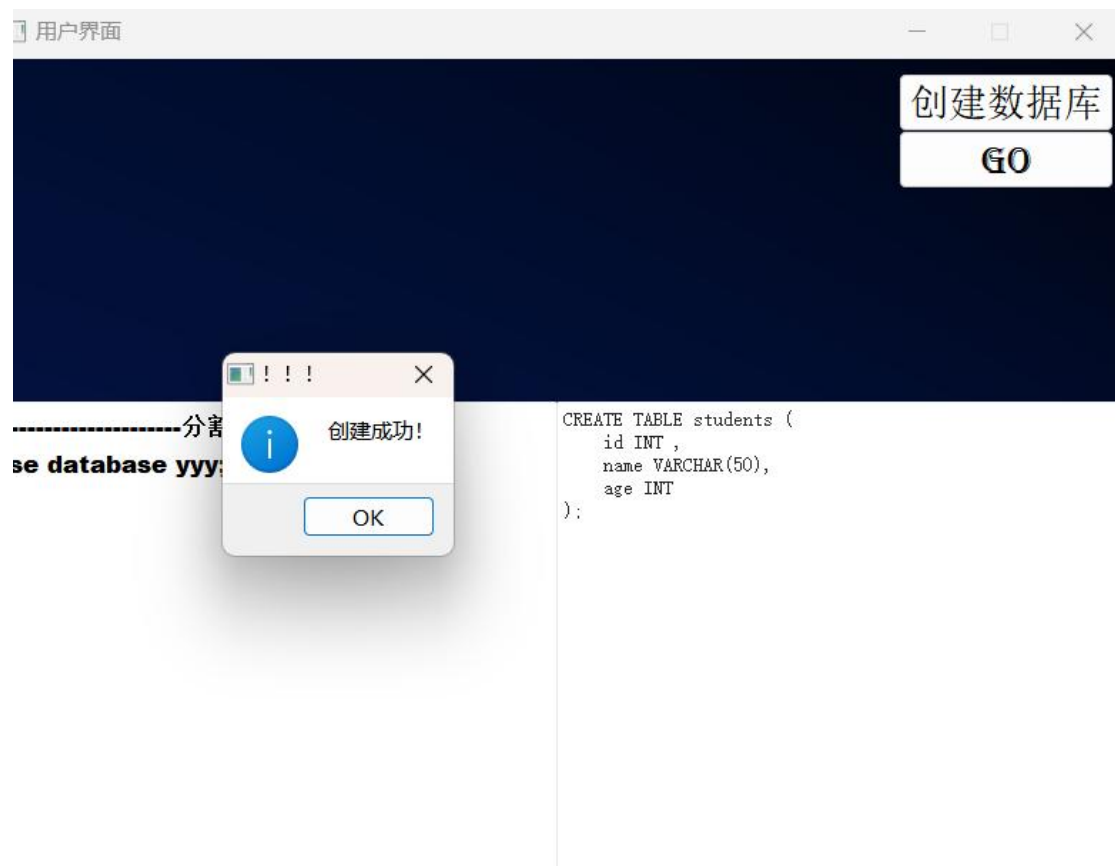 用户界面
创建数据库
GO
! ! !
创建成功!
OK
--------------------分割
se database yyy;
CREATE TABLE students (
    id INT ,
    name VARCHAR(50),
    age INT
);